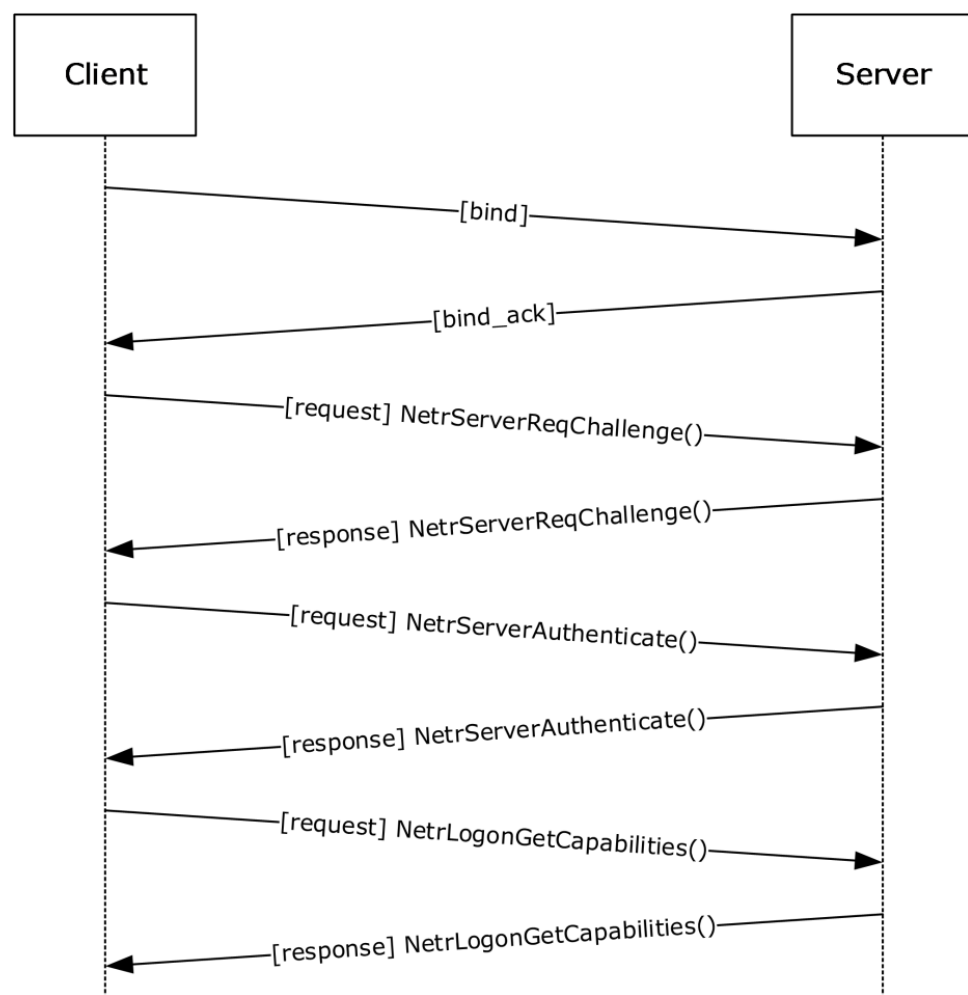 Client
Server
[bind]
[bind_ack]
[request] NetrServerReqChallenge()
[response] NetrServerReqChallenge()
[request] NetrServerAuthenticate()
[response] NetrServerAuthenticate()
[request] NetrLogonGetCapabilities()
[response] NetrLogonGetCapabilities()